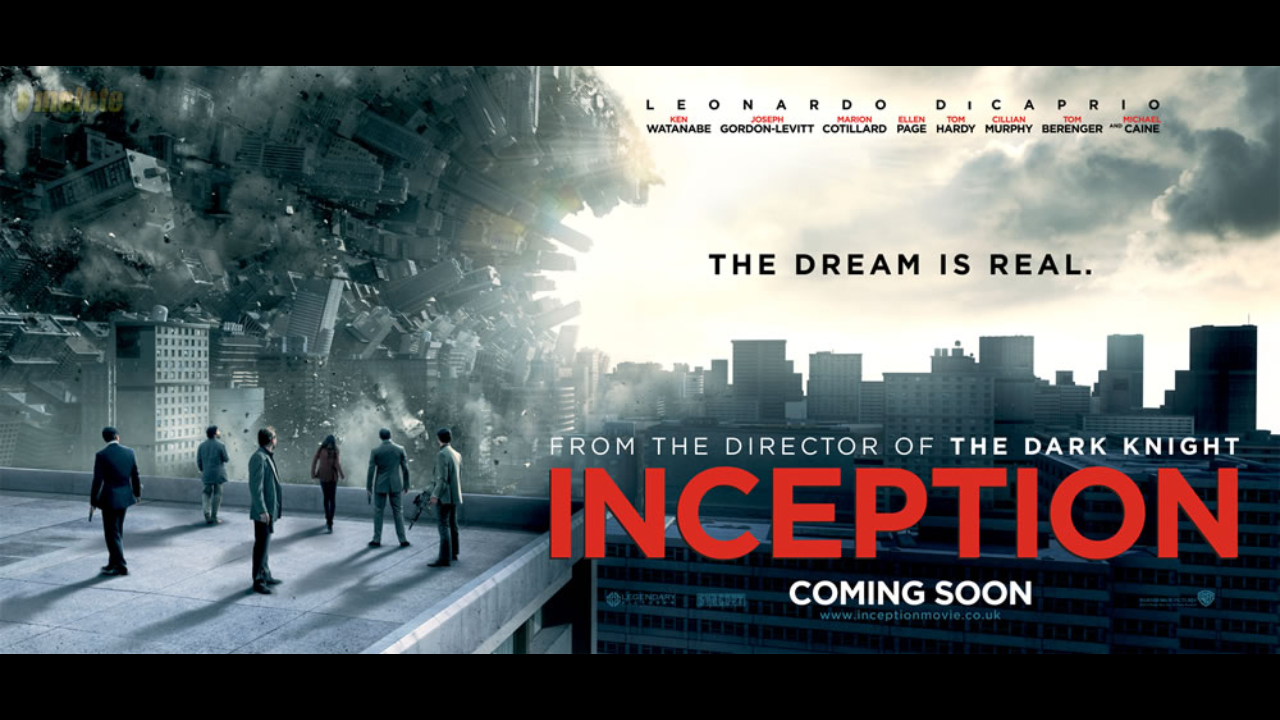 LEONARDO DiCAPRIO
KEN WATANABE JOSEPH GORDON-LEVITT MARION COTILLARD ELLEN PAGE TOM HARDY CILLIAN MURPHY TOM BERENGER AND MICHAEL CAINE
THE DREAM IS REAL.
FROM THE DIRECTOR OF THE DARK KNIGHT
INCEPTION
COMING SOON
LEGENDARY
www.inceptionmovie.co.uk